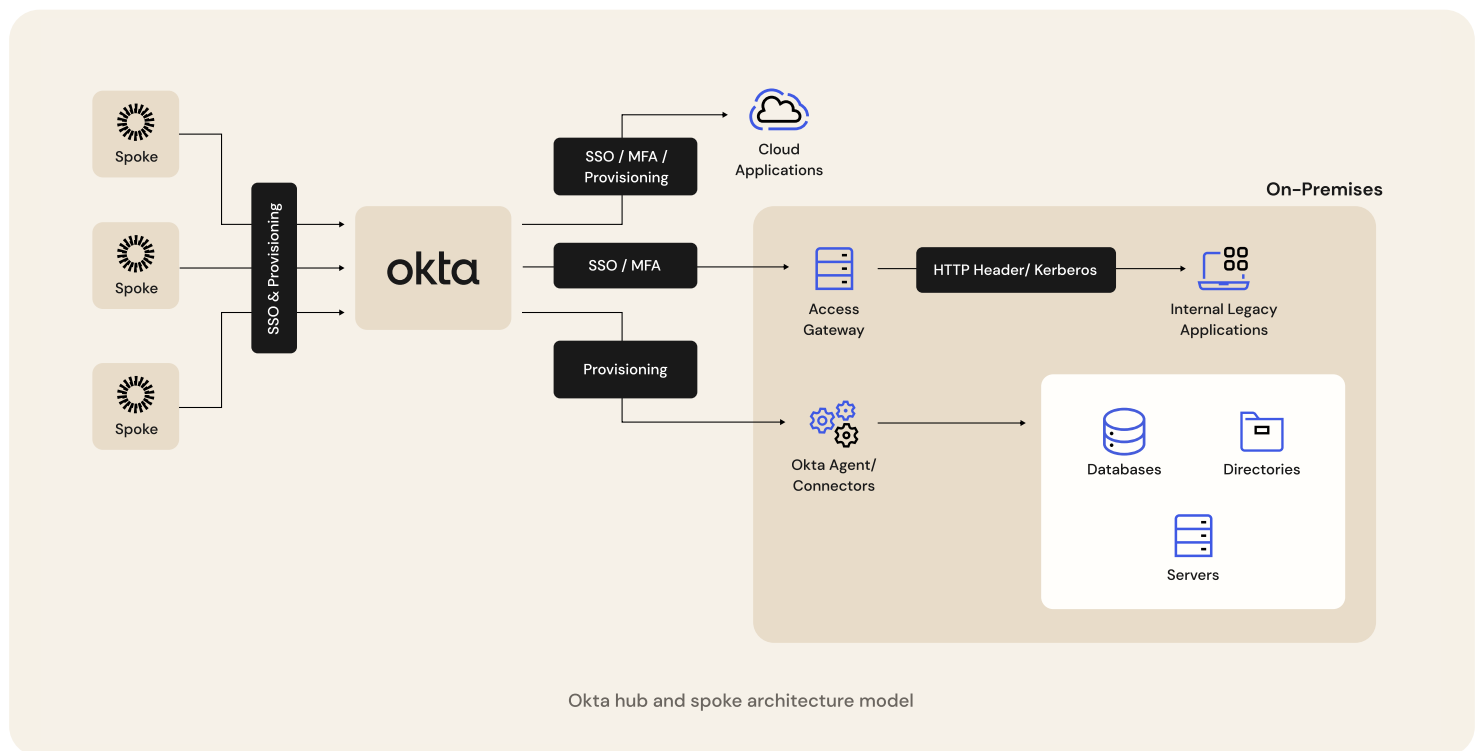 Spoke
Spoke
Spoke
SSO & Provisioning
okta
SSO / MFA /
Provisioning
SSO / MFA
Provisioning
Cloud
Applications
On-Premises
Access
Gateway
HTTP Header/ Kerberos
Internal Legacy
Applications
Okta Agent/
Connectors
Databases
Directories
Servers
Okta hub and spoke architecture model